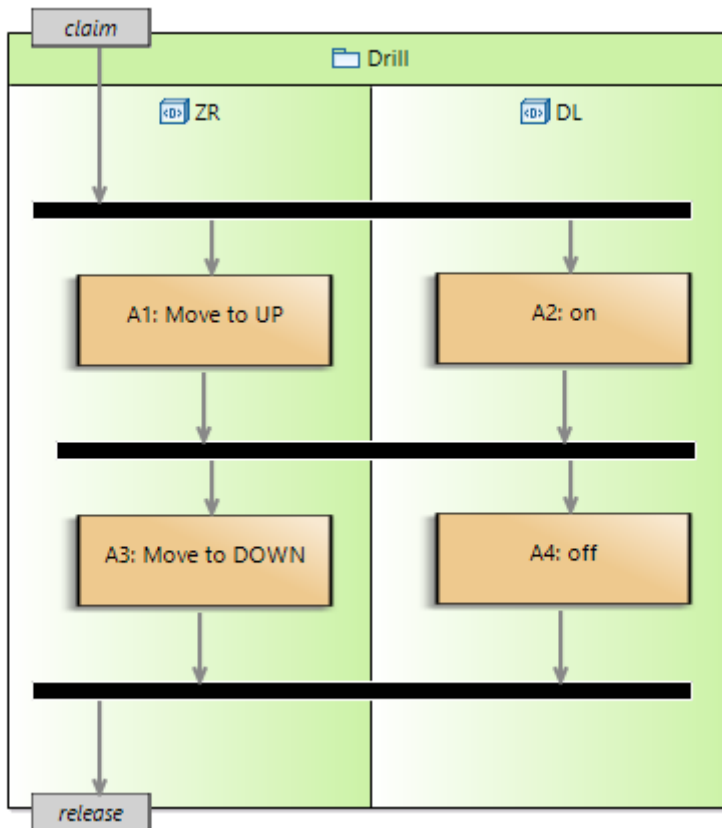 claim
Drill
<D> ZR
<D> DL
A1: Move to UP
A2: on
A3: Move to DOWN
A4: off
release